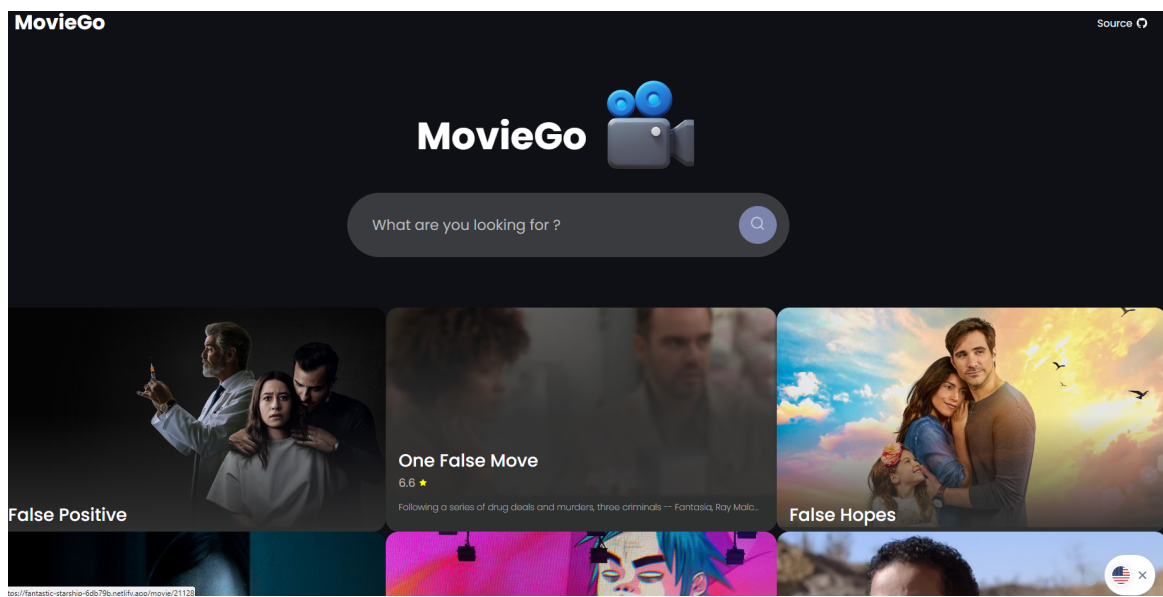 MovieGo
Source
MovieGo
What are you looking for ?
One False Move
6.6
Following a series of drug deals and murders, three criminals -- Fantasia, Ray Malc...
False Positive
False Hopes
tps://fantastic-starship-6db79b.netlify.app/movie/21128